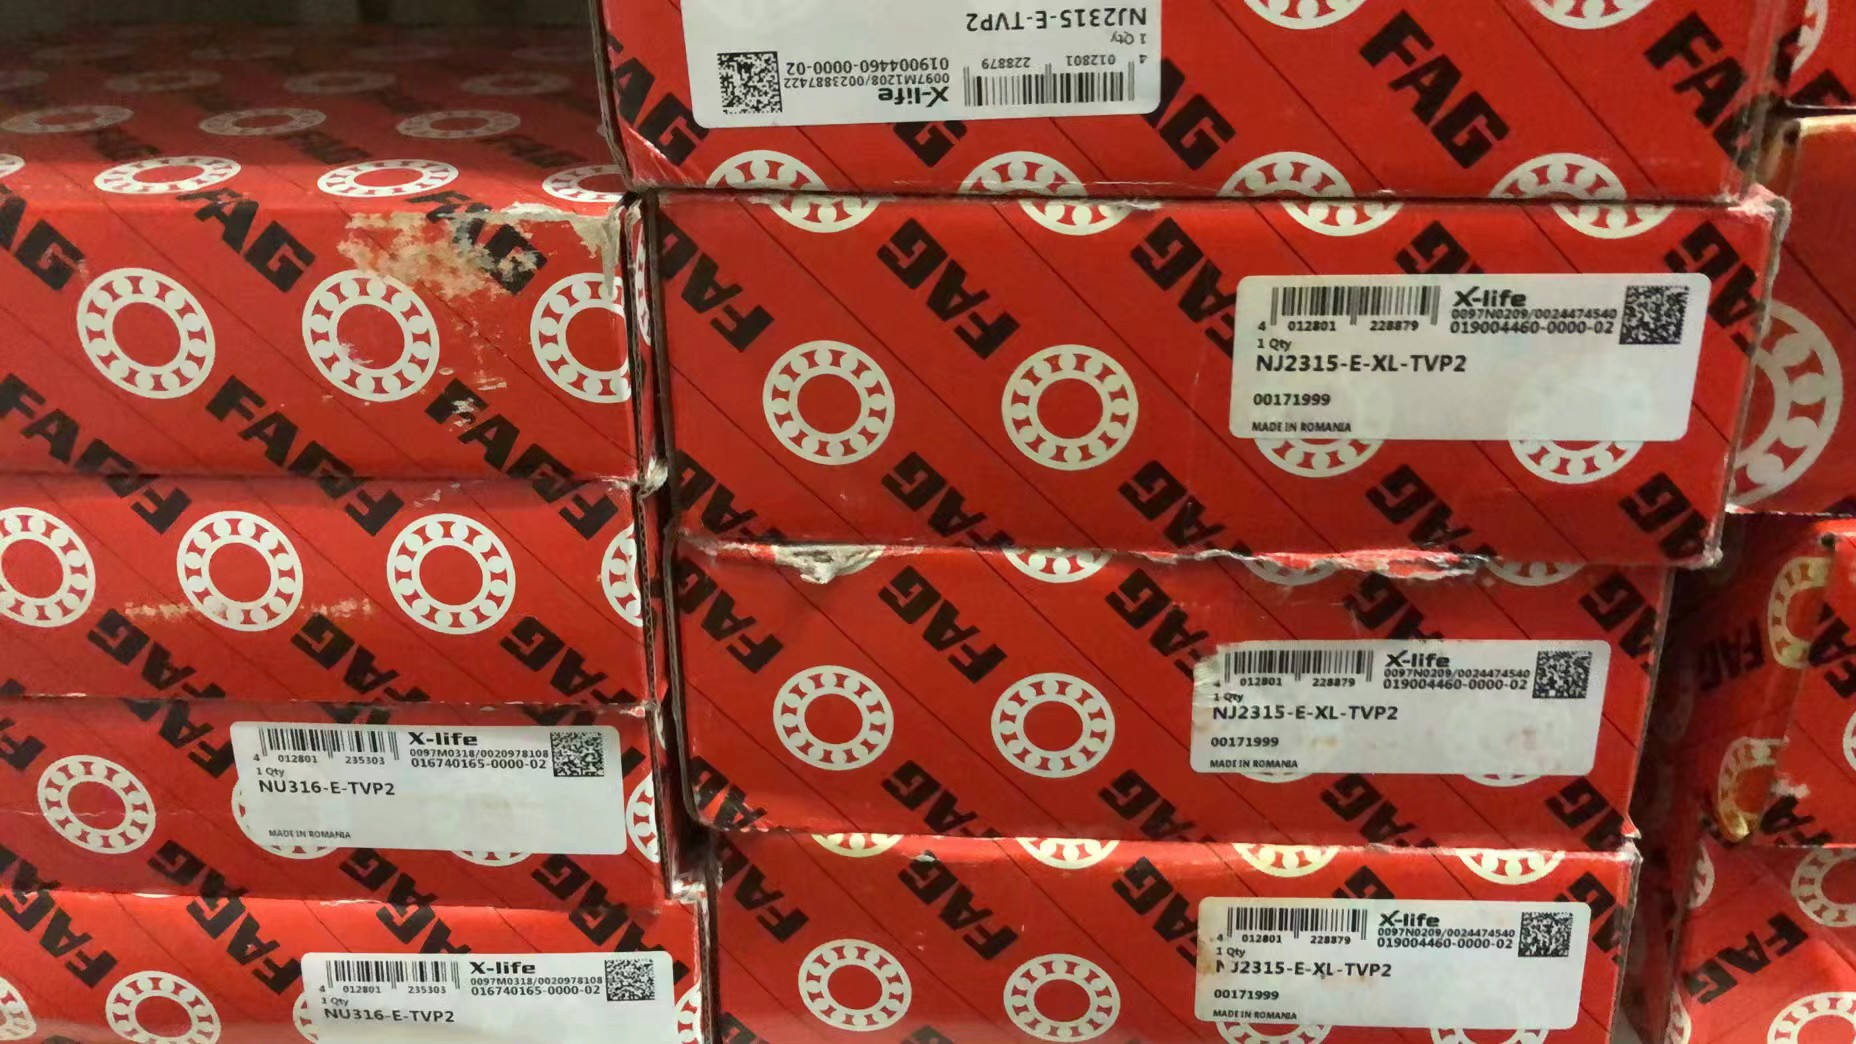 NJ2315-E-TVP2
1 Qty
4 012801 228879
019004460-0000-02
0097M1208/0023887422
X-life
FAG
X-life
0097N0209/0024474540
019004460-0000-02
4 012801 228879
1 Qty
NJ2315-E-XL-TVP2
00171999
MADE IN ROMANIA
X-life
0097N0209/0024474540
019004460-0000-02
4 012801 228879
1 Qty
NJ2315-E-XL-TVP2
00171999
MADE IN ROMANIA
X-life
0097M0318/0020978108
016740165-0000-02
4 012801 235303
1 Qty
NU316-E-TVP2
MADE IN ROMANIA
X-life
0097N0209/0024474540
019004460-0000-02
4 012801 228879
1 Qty
NJ2315-E-XL-TVP2
00171999
MADE IN ROMANIA
X-life
0097M0318/0020978108
016740165-0000-02
4 012801 235303
1 Qty
NU316-E-TVP2